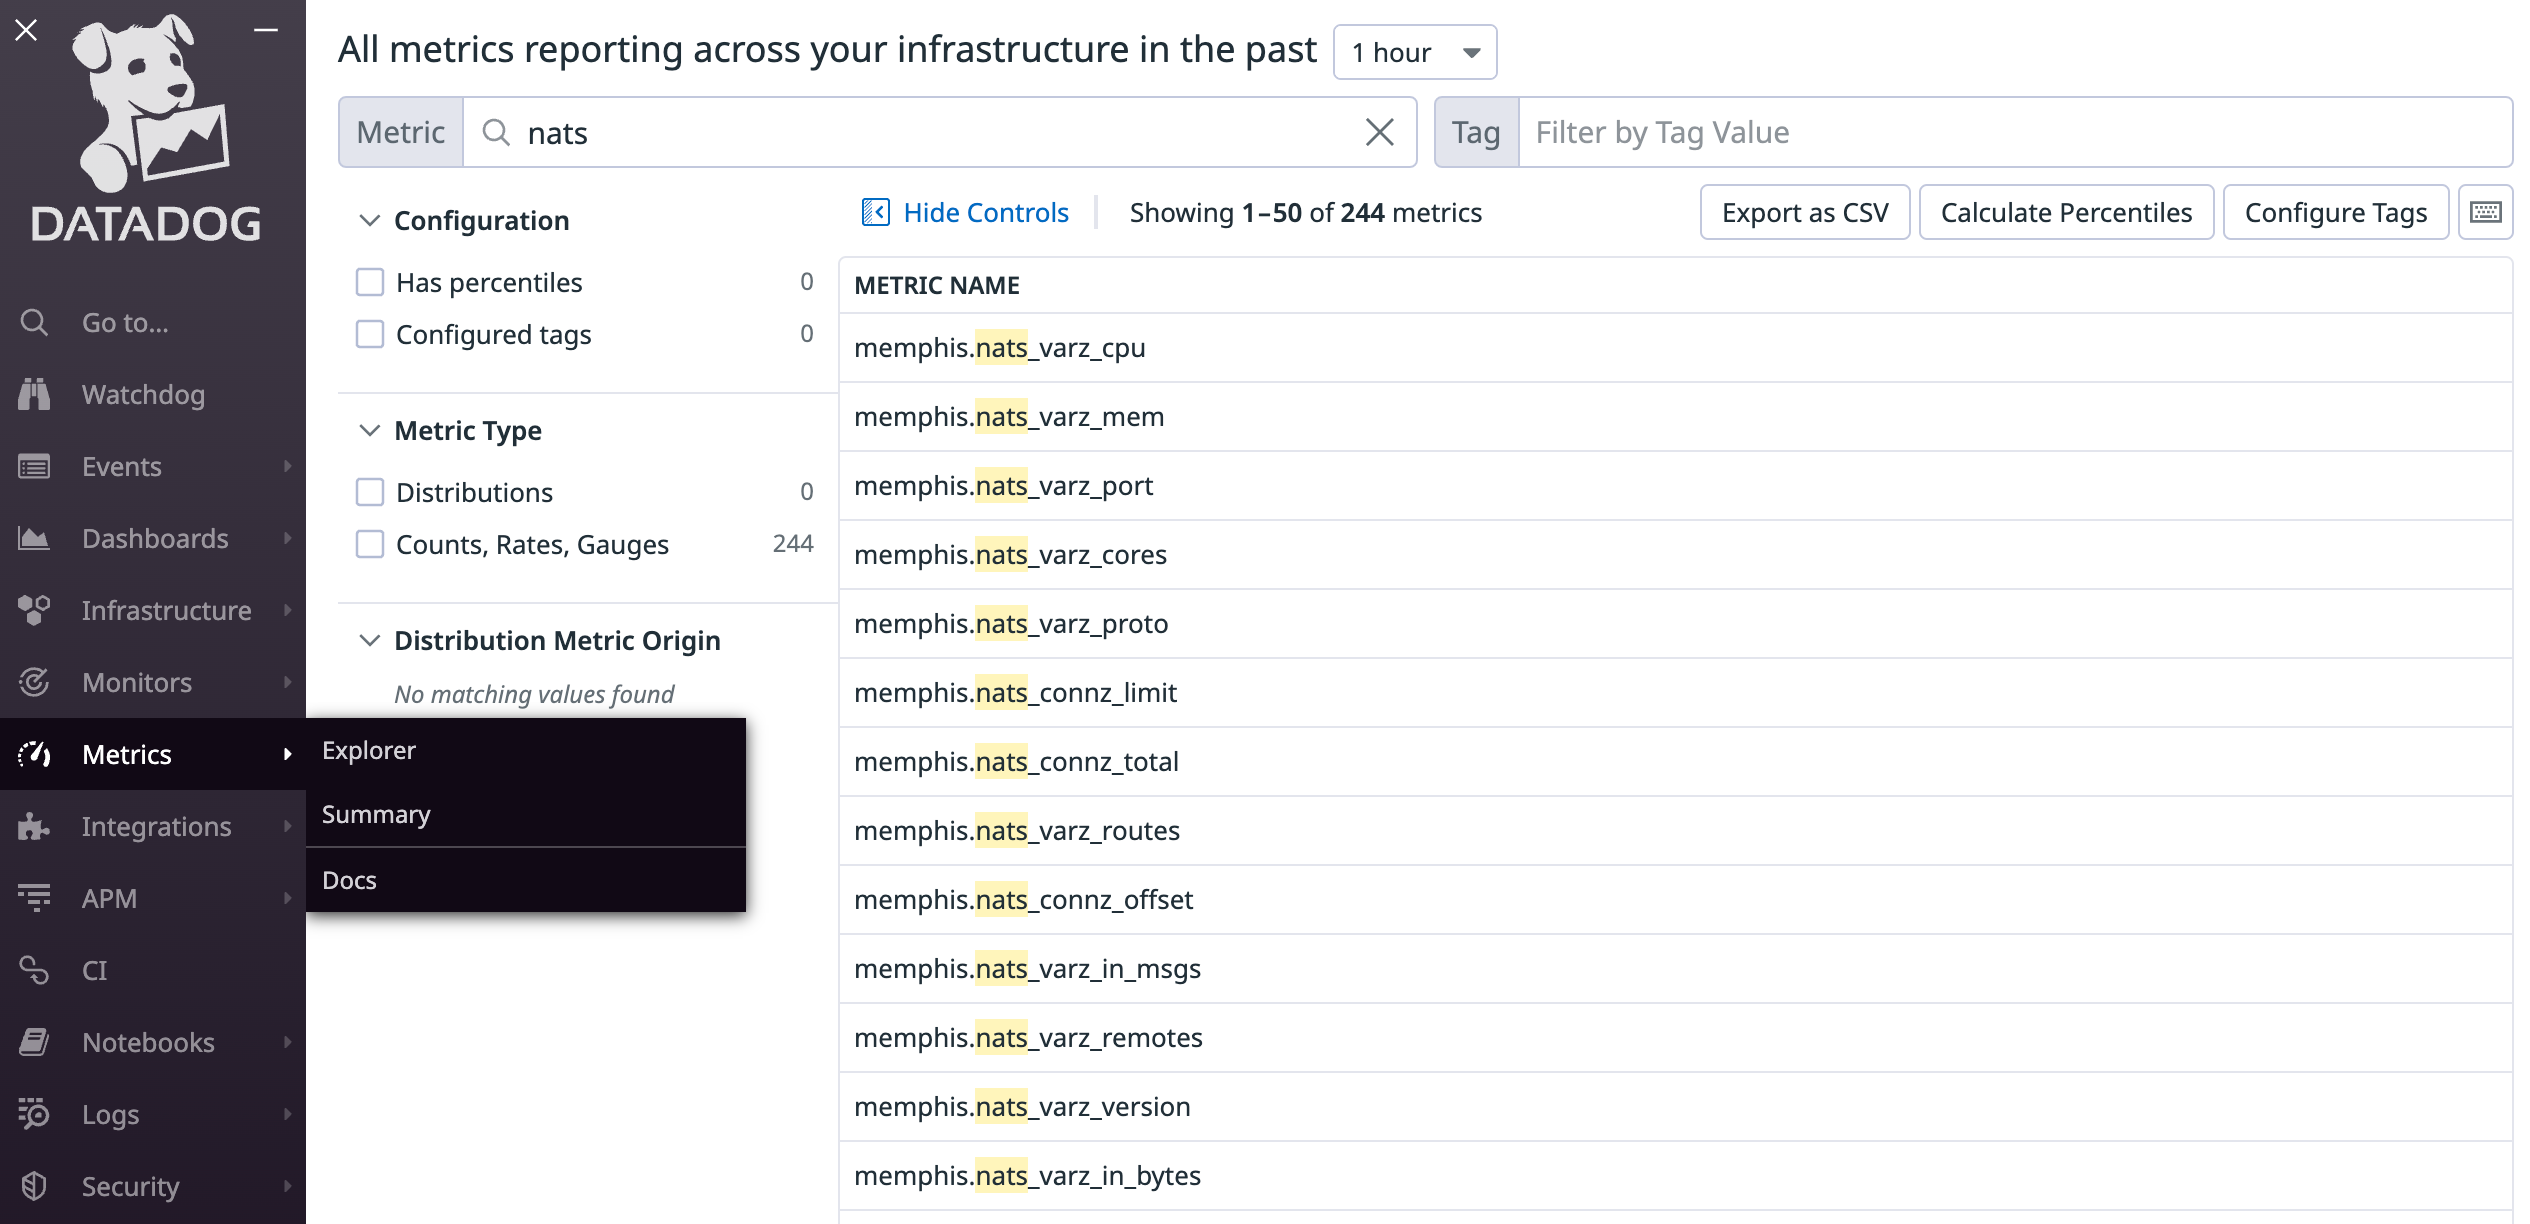 DATADOG
Go to...
Watchdog
Events
Dashboards
Infrastructure
Monitors
Metrics
Integrations
APM
CI
Notebooks
Logs
Security
Explorer
Summary
Docs
All metrics reporting across your infrastructure in the past 1 hour
Metric nats
Tag Filter by Tag Value
Configuration
Has percentiles 0
Configured tags 0
Metric Type
Distributions 0
Counts, Rates, Gauges 244
Distribution Metric Origin
No matching values found
Hide Controls Showing 1–50 of 244 metrics Export as CSV Calculate Percentiles Configure Tags
METRIC NAME
memphis.nats_varz_cpu
memphis.nats_varz_mem
memphis.nats_varz_port
memphis.nats_varz_cores
memphis.nats_varz_proto
memphis.nats_connz_limit
memphis.nats_connz_total
memphis.nats_varz_routes
memphis.nats_connz_offset
memphis.nats_varz_in_msgs
memphis.nats_varz_remotes
memphis.nats_varz_version
memphis.nats_varz_in_bytes